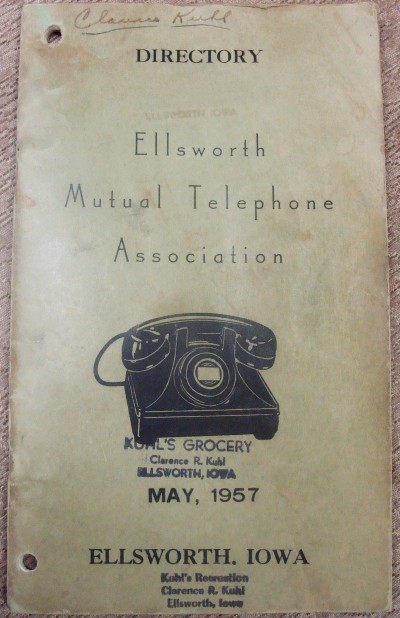 Clarence Kuhl
DIRECTORY
ELLSWORTH IOWA
Ellsworth
Mutual Telephone
Association
KUHL'S GROCERY
Clarence R. Kuhl
ELLSWORTH, IOWA
MAY, 1957
ELLSWORTH, IOWA
Kuhl's Recreation
Clarence R. Kuhl
Ellsworth, Iowa